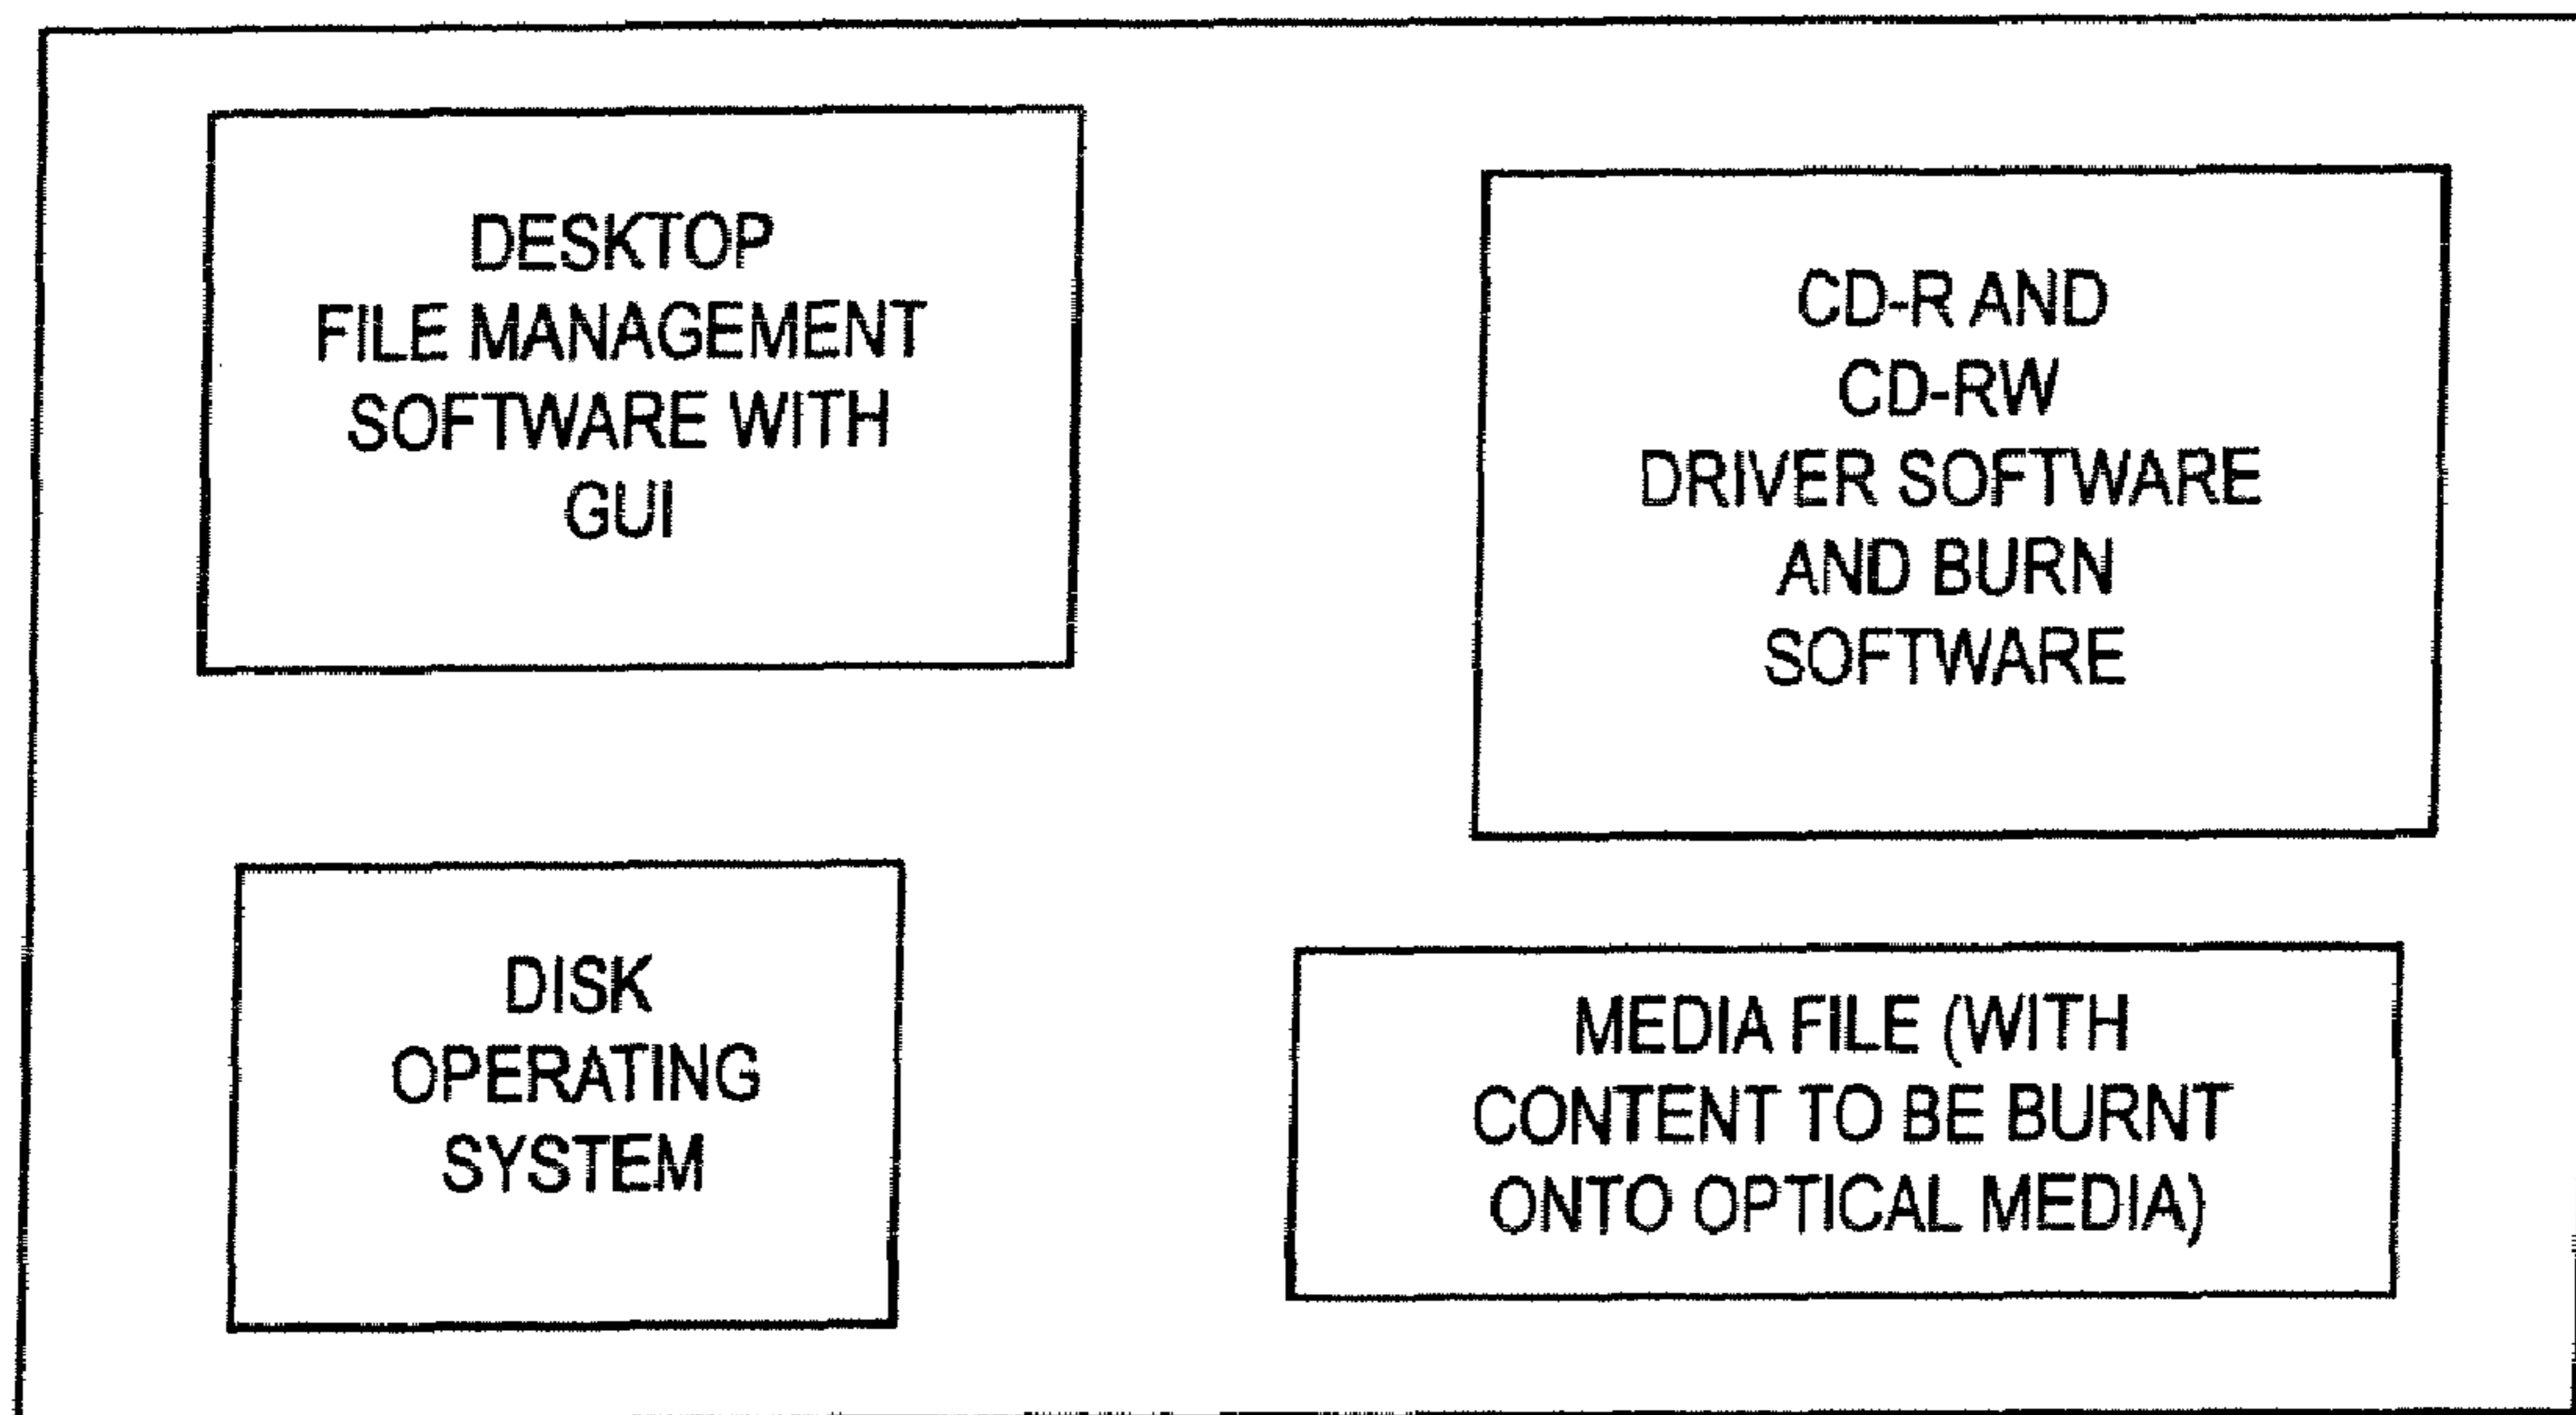 DESKTOP
FILE MANAGEMENT
SOFTWARE WITH
GUI
CD-R AND
CD-RW
DRIVER SOFTWARE
AND BURN
SOFTWARE
DISK
OPERATING
SYSTEM
MEDIA FILE (WITH
CONTENT TO BE BURNT
ONTO OPTICAL MEDIA)